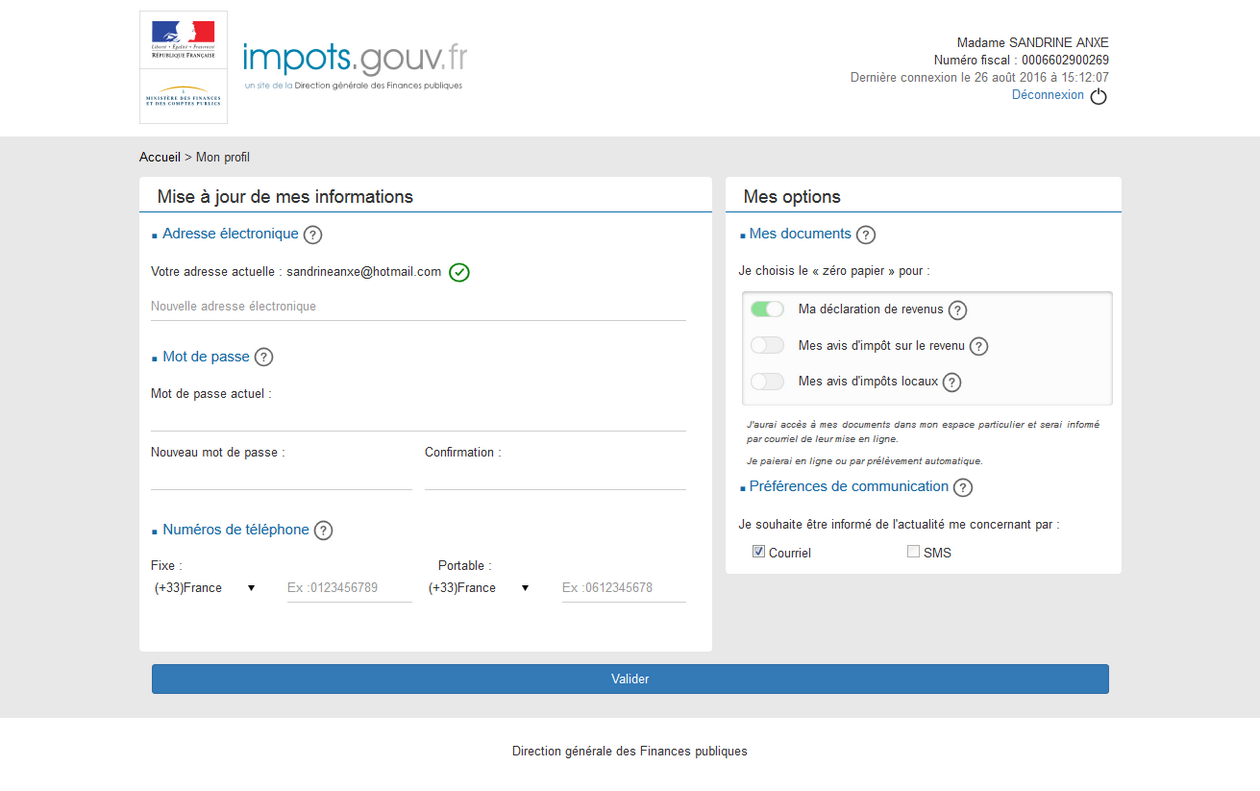 Liberté • Égalité • Fraternité
RÉPUBLIQUE FRANÇAISE
MINISTÈRE DES FINANCES
ET DES COMPTES PUBLICS
impots.gouv.fr
un site de la Direction générale des Finances publiques
Madame SANDRINE ANXE
Numéro fiscal : 0006602900269
Dernière connexion le 26 août 2016 à 15:12:07
Déconnexion
Accueil > Mon profil
Mise à jour de mes informations
Adresse électronique ?
Votre adresse actuelle : sandrineanxe@hotmail.com
Nouvelle adresse électronique
Mot de passe ?
Mot de passe actuel :
Nouveau mot de passe : Confirmation :
Numéros de téléphone ?
Fixe : Portable :
(+33)France ▼ Ex :0123456789 (+33)France ▼ Ex :0612345678
Mes options
Mes documents ?
Je choisis le « zéro papier » pour :
Ma déclaration de revenus ?
Mes avis d'impôt sur le revenu ?
Mes avis d'impôts locaux ?
J'aurai accès à mes documents dans mon espace particulier et serai informé
par courriel de leur mise en ligne.
Je paierai en ligne ou par prélèvement automatique.
Préférences de communication ?
Je souhaite être informé de l'actualité me concernant par :
Courriel SMS
Valider
Direction générale des Finances publiques